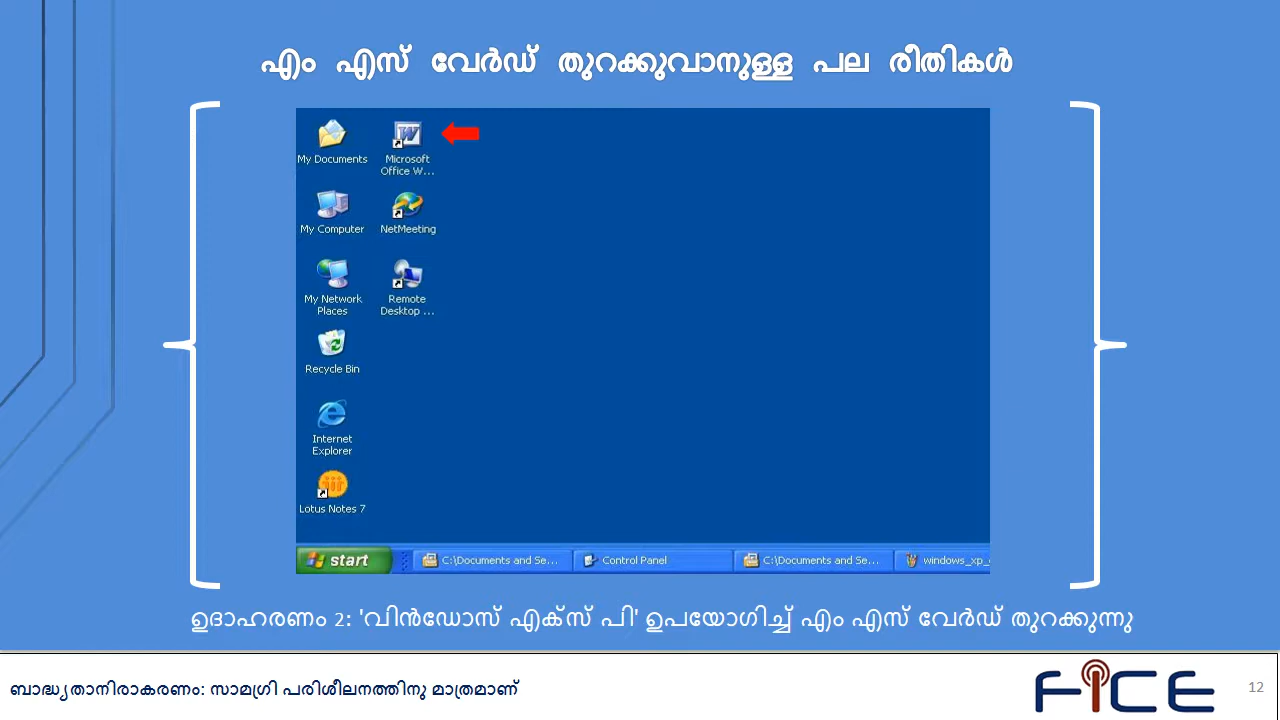 എം എസ് വേർഡ് തുറക്കുവാനുള്ള പല രീതികൾ
My Documents
Microsoft
Office W...
My Computer
NetMeeting
My Network
Places
Remote
Desktop ...
Recycle Bin
Internet
Explorer
Lotus Notes 7
start
C:\Documents and Se...
Control Panel
C:\Documents and Se...
windows_xp_
ഉദാഹരണം 2: 'വിൻഡോസ് എക്സ് പി' ഉപയോഗിച്ച് എം എസ് വേർഡ് തുറക്കുന്നു
ബാദ്ധ്യതാനിരാകരണം: സാമഗ്രി പരിശീലനത്തിനു മാത്രമാണ്
FICE
12